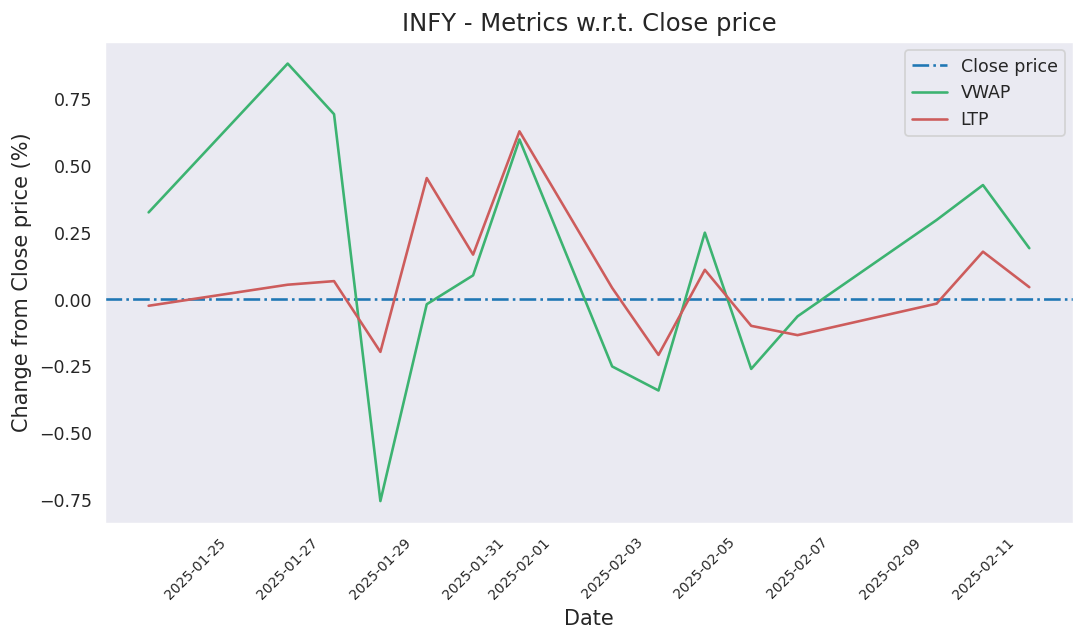 INFY - Metrics w.r.t. Close price
Close price
VWAP
LTP
Change from Close price (%)
0.75
0.50
0.25
0.00
−0.25
−0.50
−0.75
2025-01-25
2025-01-27
2025-01-29
2025-01-31
2025-02-01
2025-02-03
2025-02-05
2025-02-07
2025-02-09
2025-02-11
Date